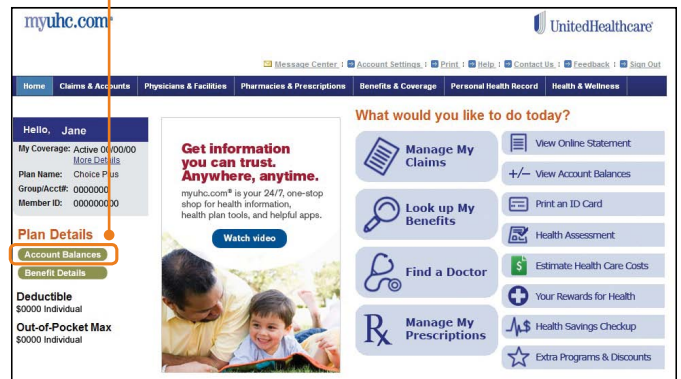 myuhc.com®
UnitedHealthcare®
Message Center
Account Settings
Print
Help
Contact Us
Feedback
Sign Out
Home
Claims & Accounts
Physicians & Facilities
Pharmacies & Prescriptions
Benefits & Coverage
Personal Health Record
Health & Wellness
Hello, Jane
My Coverage: Active 00/00/00
More Details
Plan Name: Choice Plus
Group/Acct#: 0000000
Member ID: 000000000
Plan Details
Account Balances
Benefit Details
Deductible
$0000 Individual
Out-of-Pocket Max
$0000 Individual
Get information
you can trust.
Anywhere, anytime.
myuhc.com® is your 24/7, one-stop
shop for health information,
health plan tools, and helpful apps.
Watch video
What would you like to do today?
Manage My
Claims
Look up My
Benefits
Find a Doctor
Rx
Manage My
Prescriptions
View Online Statement
+/-
View Account Balances
Print an ID Card
Health Assessment
$
Estimate Health Care Costs
Your Rewards for Health
$
Health Savings Checkup
Extra Programs & Discounts